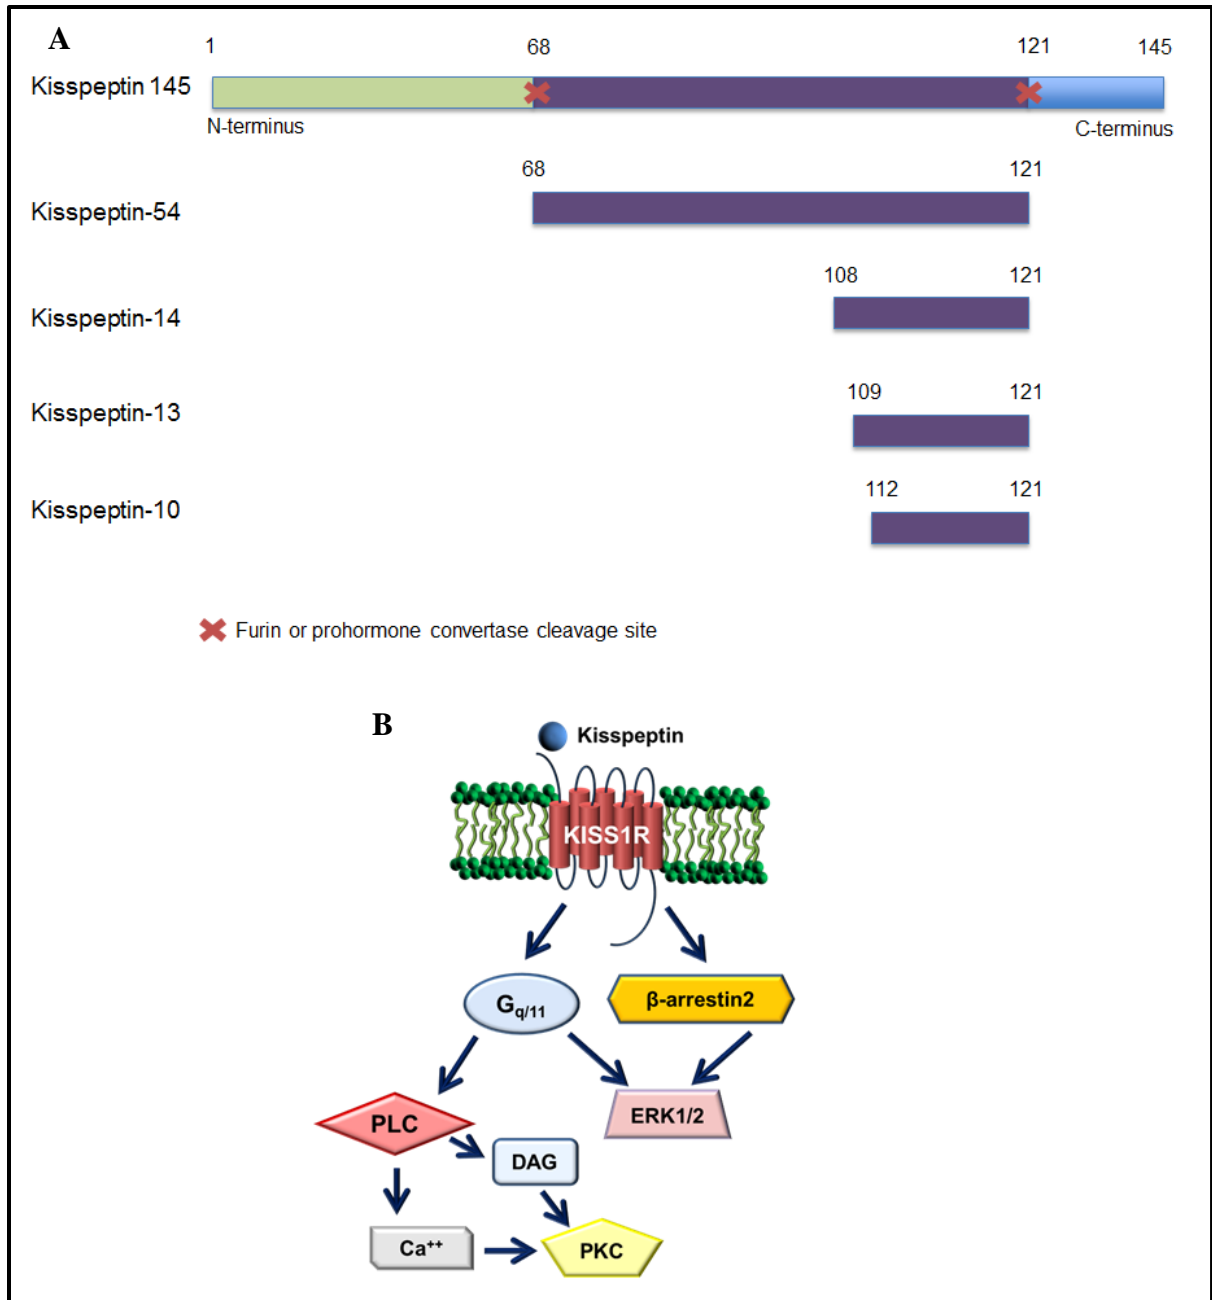 A
1 68 121 145
Kisspeptin 145
N-terminus C-terminus
68 121
Kisspeptin-54
108 121
Kisspeptin-14
109 121
Kisspeptin-13
112 121
Kisspeptin-10
Furin or prohormone convertase cleavage site
B
Kisspeptin
KISS1R
Gq/11
β-arrestin2
PLC
ERK1/2
DAG
Ca++
PKC